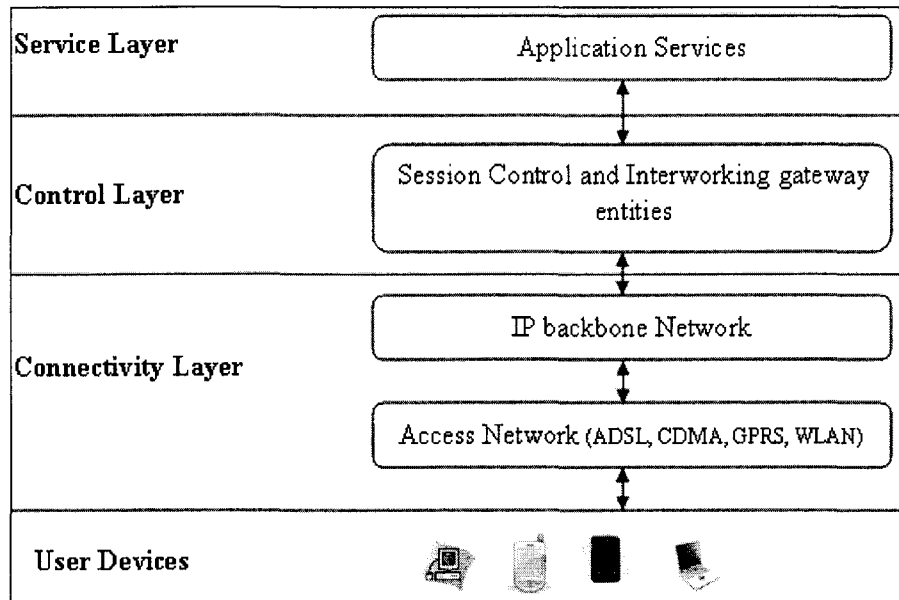 Service Layer
Application Services
Control Layer
Session Control and Interworking gateway
entities
Connectivity Layer
IP backbone Network
Access Network (ADSL, CDMA, GPRS, WLAN)
User Devices